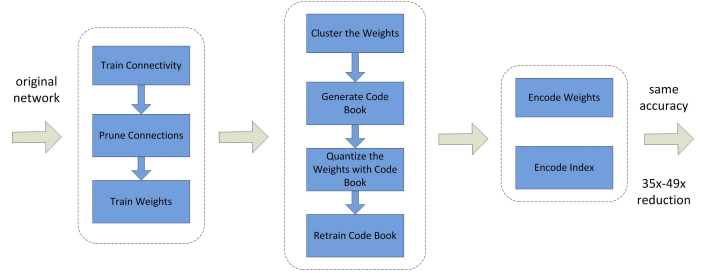 original
network
Train Connectivity
Prune Connections
Train Weights
Cluster the Weights
Generate Code
Book
Quantize the
Weights with Code
Book
Retrain Code Book
Encode Weights
Encode Index
same
accuracy
35x-49x
reduction